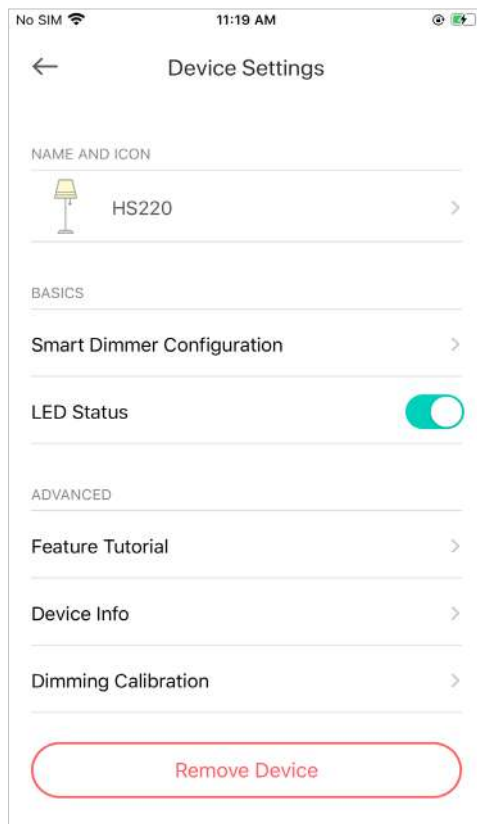 No SIM 11:19 AM
Device Settings
NAME AND ICON
HS220
BASICS
Smart Dimmer Configuration
LED Status
ADVANCED
Feature Tutorial
Device Info
Dimming Calibration
Remove Device